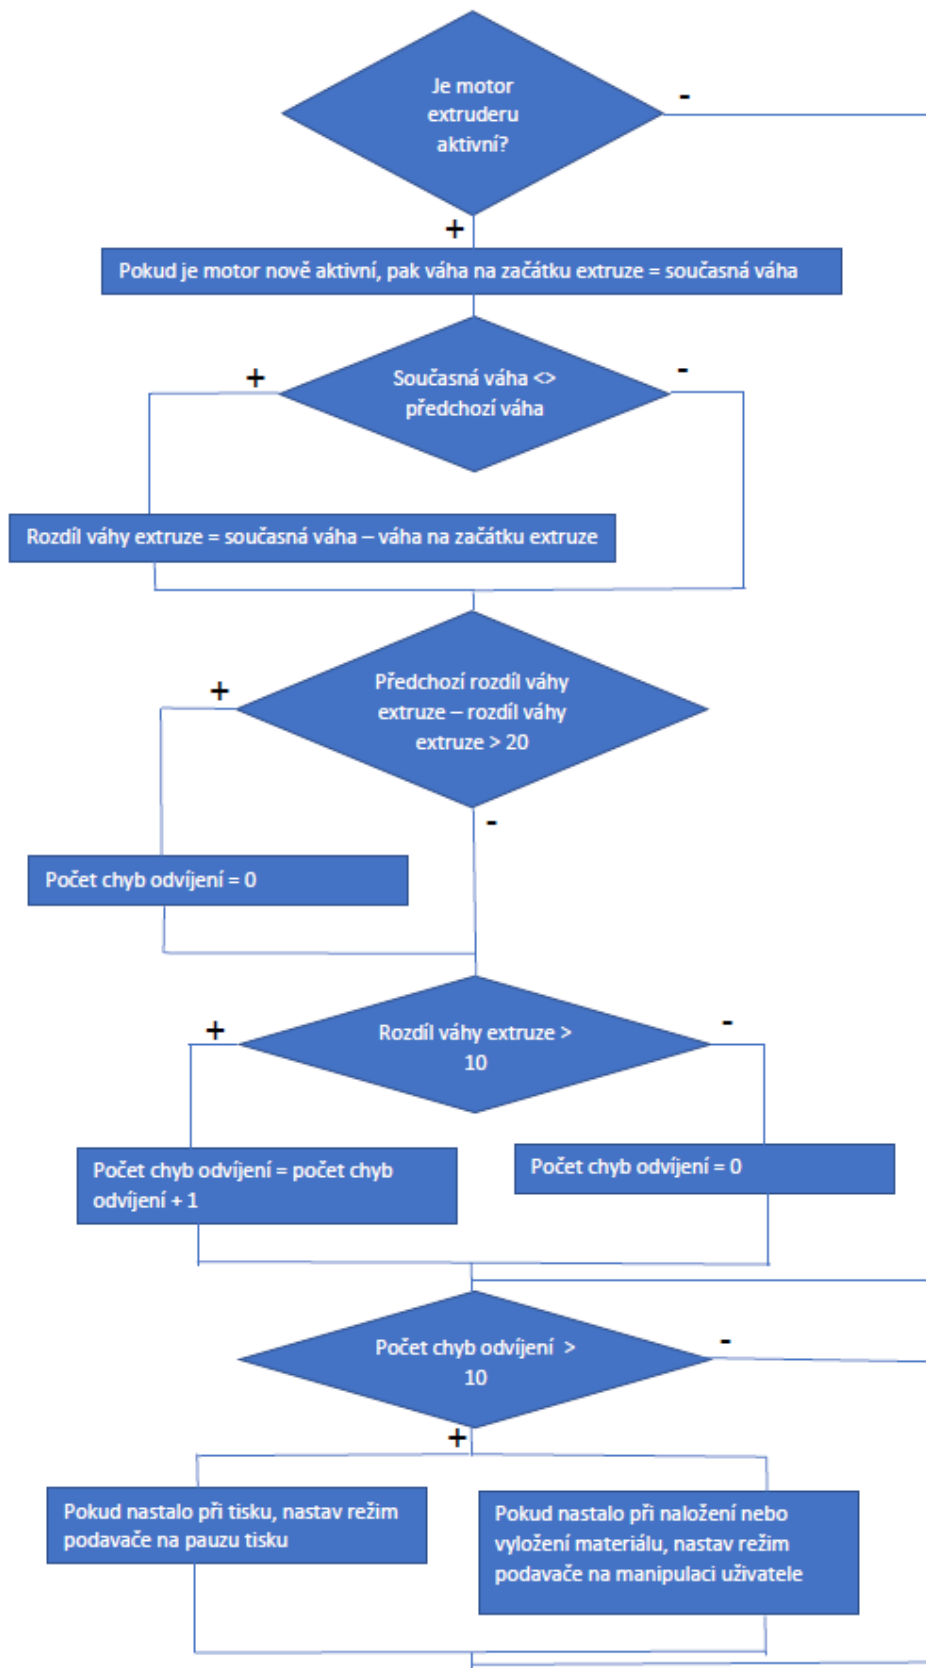 Je motor
extruderu
aktivní?
-
+
Pokud je motor nově aktivní, pak váha na začátku extruze = současná váha
+
Současná váha <>
předchozí váha
-
Rozdíl váhy extruze = současná váha – váha na začátku extruze
+
Předchozí rozdíl váhy
extruze – rozdíl váhy
extruze > 20
-
Počet chyb odvíjení = 0
+
Rozdíl váhy extruze >
10
-
Počet chyb odvíjení = počet chyb
odvíjení + 1
Počet chyb odvíjení = 0
Počet chyb odvíjení >
10
-
+
Pokud nastalo při tisku, nastav režim
podavače na pauzu tisku
Pokud nastalo při naložení nebo
vyložení materiálu, nastav režim
podavače na manipulaci uživatele